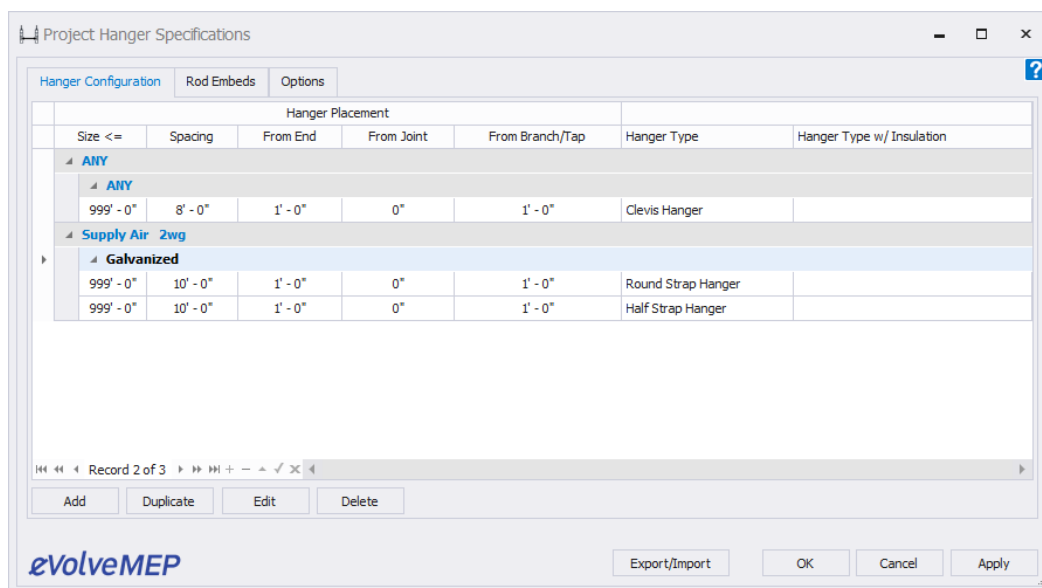 Project Hanger Specifications
?
Hanger Configuration Rod Embeds Options
Hanger Placement
Size <= Spacing From End From Joint From Branch/Tap Hanger Type Hanger Type w/ Insulation
ANY
ANY
999' - 0" 8' - 0" 1' - 0" 0" 1' - 0" Clevis Hanger
Supply Air 2wg
Galvanized
999' - 0" 10' - 0" 1' - 0" 0" 1' - 0" Round Strap Hanger
999' - 0" 10' - 0" 1' - 0" 0" 1' - 0" Half Strap Hanger
Record 2 of 3
Add Duplicate Edit Delete
eVolveMEP Export/Import OK Cancel Apply